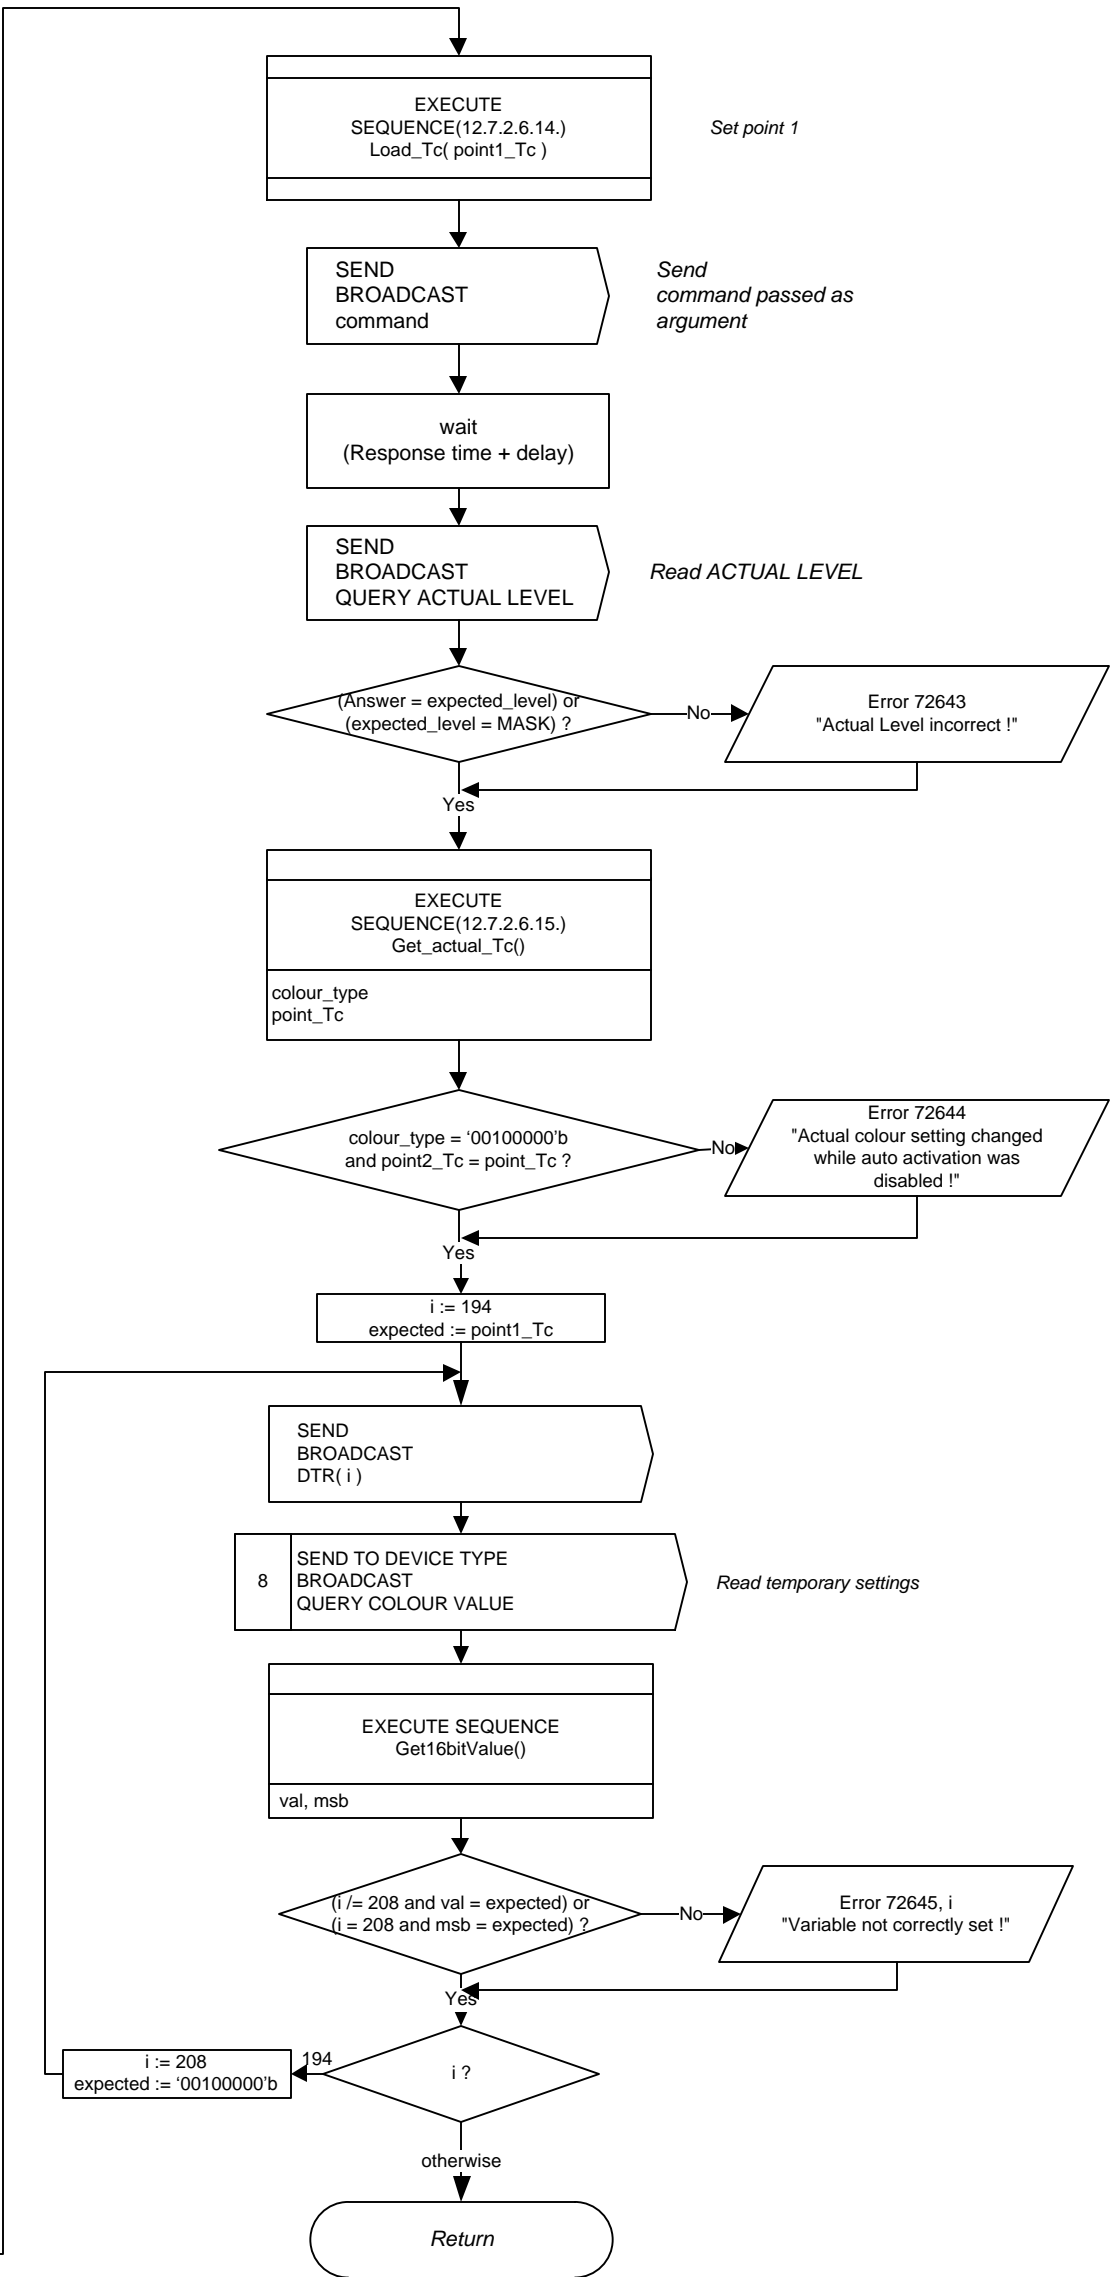 EXECUTE
SEQUENCE(12.7.2.6.14.)
Load_Tc( point1_Tc )
Set point 1
SEND
BROADCAST
command
Send
command passed as
argument
wait
(Response time + delay)
SEND
BROADCAST
QUERY ACTUAL LEVEL
Read ACTUAL LEVEL
(Answer = expected_level) or
(expected_level = MASK) ?
No
Error 72643
"Actual Level incorrect !"
Yes
EXECUTE
SEQUENCE(12.7.2.6.15.)
Get_actual_Tc()
colour_type
point_Tc
colour_type = ‘00100000’b
and point2_Tc = point_Tc ?
No
Error 72644
"Actual colour setting changed
while auto activation was
disabled !"
Yes
i := 194
expected := point1_Tc
SEND
BROADCAST
DTR( i )
8
SEND TO DEVICE TYPE
BROADCAST
QUERY COLOUR VALUE
Read temporary settings
EXECUTE SEQUENCE
Get16bitValue()
val, msb
(i /= 208 and val = expected) or
(i = 208 and msb = expected) ?
No
Error 72645, i
"Variable not correctly set !"
Yes
i ?
194
i := 208
expected := ‘00100000’b
otherwise
Return